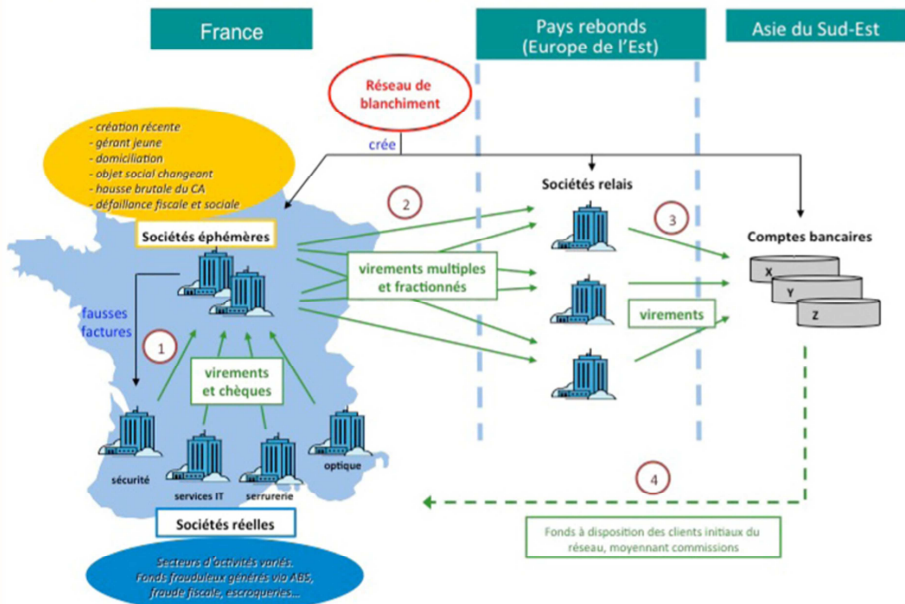 France
Pays rebonds
(Europe de l'Est)
Asie du Sud-Est
Réseau de
blanchiment
crée
- création récente
- gérant jeune
- domiciliation
- objet social changeant
- hausse brutale du CA
- défaillance fiscale et sociale
Sociétés éphémères
2
Sociétés relais
3
Comptes bancaires
virements multiples
et fractionnés
X
Y
Z
virements
fausses
factures
1
virements
et chèques
sécurité
services IT
serrurerie
optique
4
Sociétés réelles
Fonds à disposition des clients initiaux du
réseau, moyennant commissions
Secteurs d'activités variés.
Fonds frauduleux générés via ABS,
fraude fiscale, escroqueries...